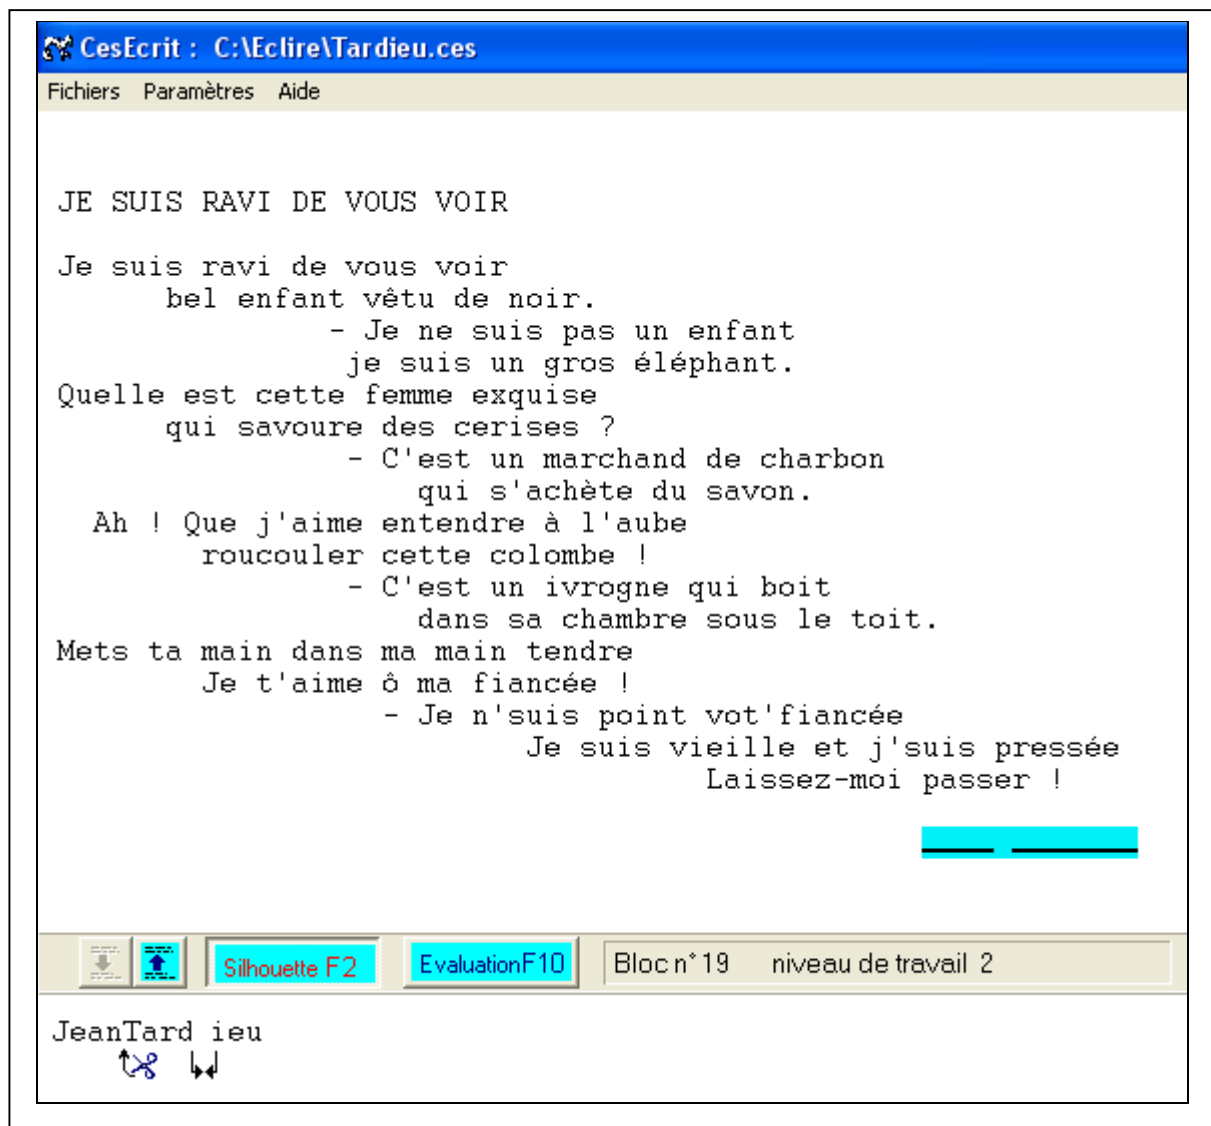 CesEcrit : C:\Eclire\Tardieu.ces
Fichiers Paramètres Aide
JE SUIS RAVI DE VOUS VOIR
Je suis ravi de vous voir
bel enfant vêtu de noir.
- Je ne suis pas un enfant
je suis un gros éléphant.
Quelle est cette femme exquise
qui savoure des cerises ?
- C'est un marchand de charbon
qui s'achète du savon.
Ah ! Que j'aime entendre à l'aube
roucouler cette colombe !
- C'est un ivrogne qui boit
dans sa chambre sous le toit.
Mets ta main dans ma main tendre
Je t'aime ô ma fiancée !
- Je n'suis point vot'fiancée
Je suis vieille et j'suis pressée
Laissez-moi passer !
Silhouette F2 EvaluationF10 Bloc n° 19 niveau de travail 2
JeanTard ieu